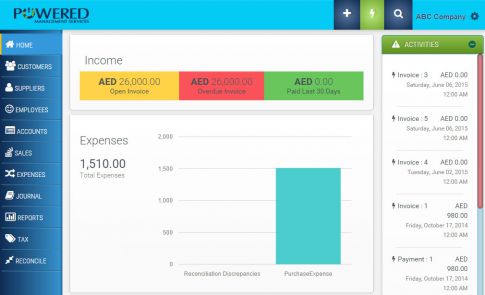 POWERED
MANAGEMENT SERVICES
ABC Company
HOME
CUSTOMERS
SUPPLIERS
EMPLOYEES
ACCOUNTS
SALES
EXPENSES
JOURNAL
REPORTS
TAX
RECONCILE
Income
AED 26,000.00
Open Invoice
AED 26,000.00
Overdue Invoice
AED 0.00
Paid Last 30 Days
Expenses
1,510.00
Total Expenses
2,000
1,500
1,000
500
0
Reconciliation Discrepancies
PurchaseExpense
ACTIVITIES
Invoice : 3 AED 0.00
Saturday, June 06, 2015
12:00 AM
Invoice : 5 AED 0.00
Saturday, June 06, 2015
12:00 AM
Invoice : 4 AED 0.00
Tuesday, June 02, 2015
12:00 AM
Invoice : 1 AED
980.00
Friday, October 17, 2014
12:00 AM
Payment : 1 AED
980.00
Friday, October 17, 2014